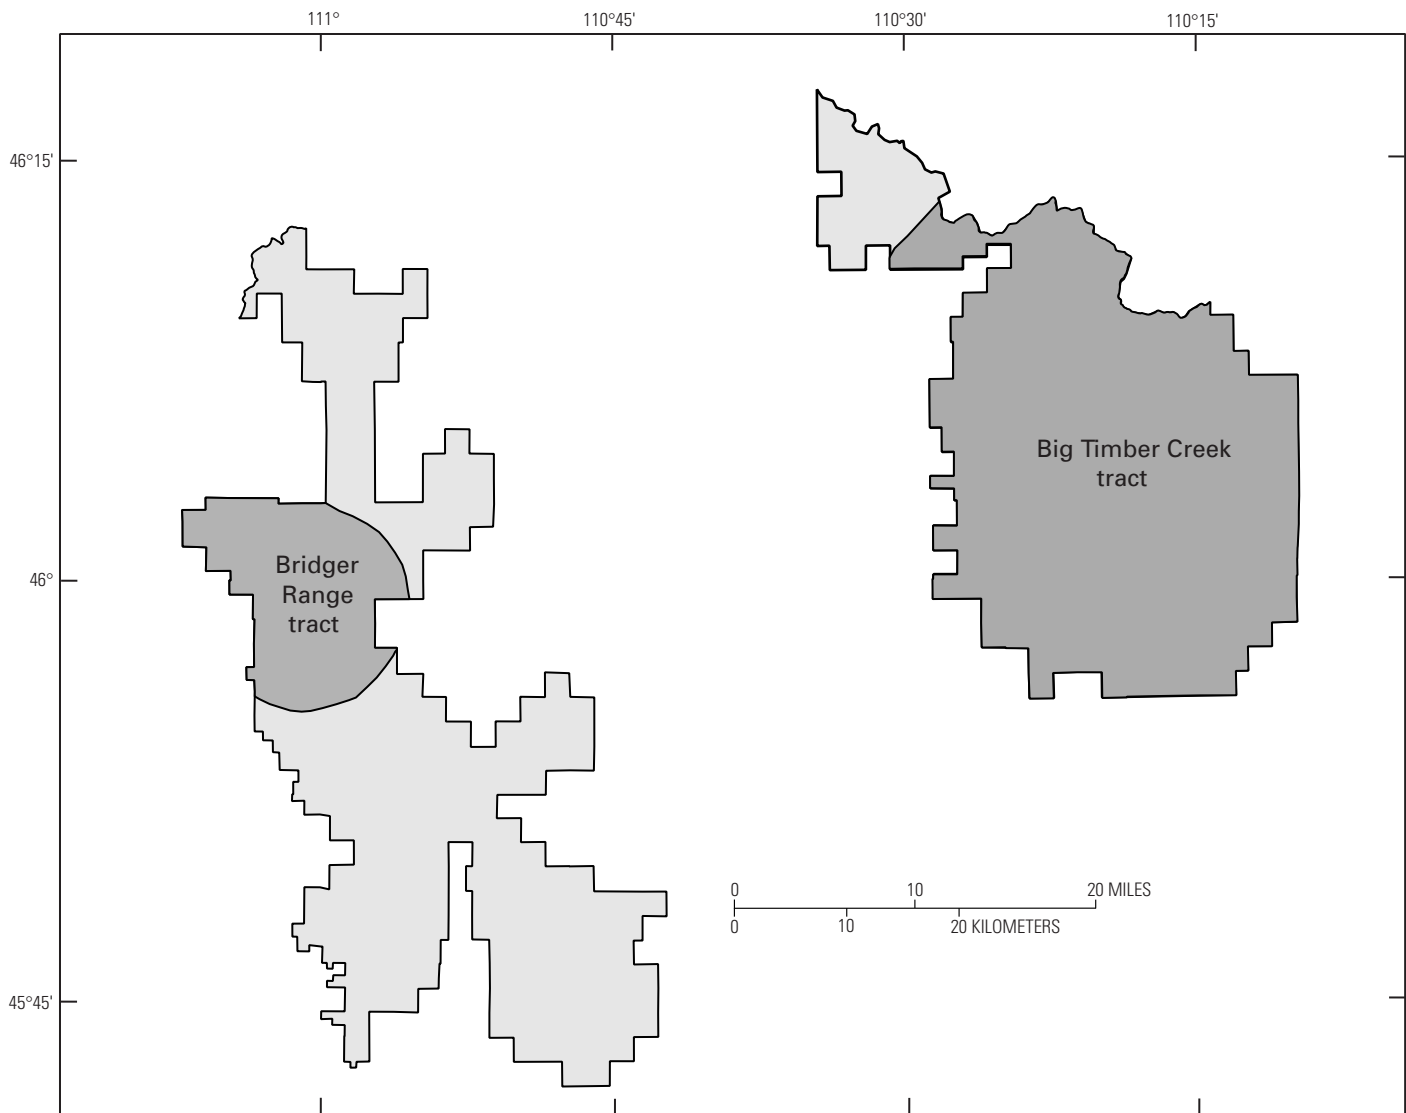 111°
110°45'
110°30'
110°15'
46°15'
Big Timber Creek
tract
Bridger
Range
tract
46°
0
10
20 MILES
0
10
20 KILOMETERS
45°45'